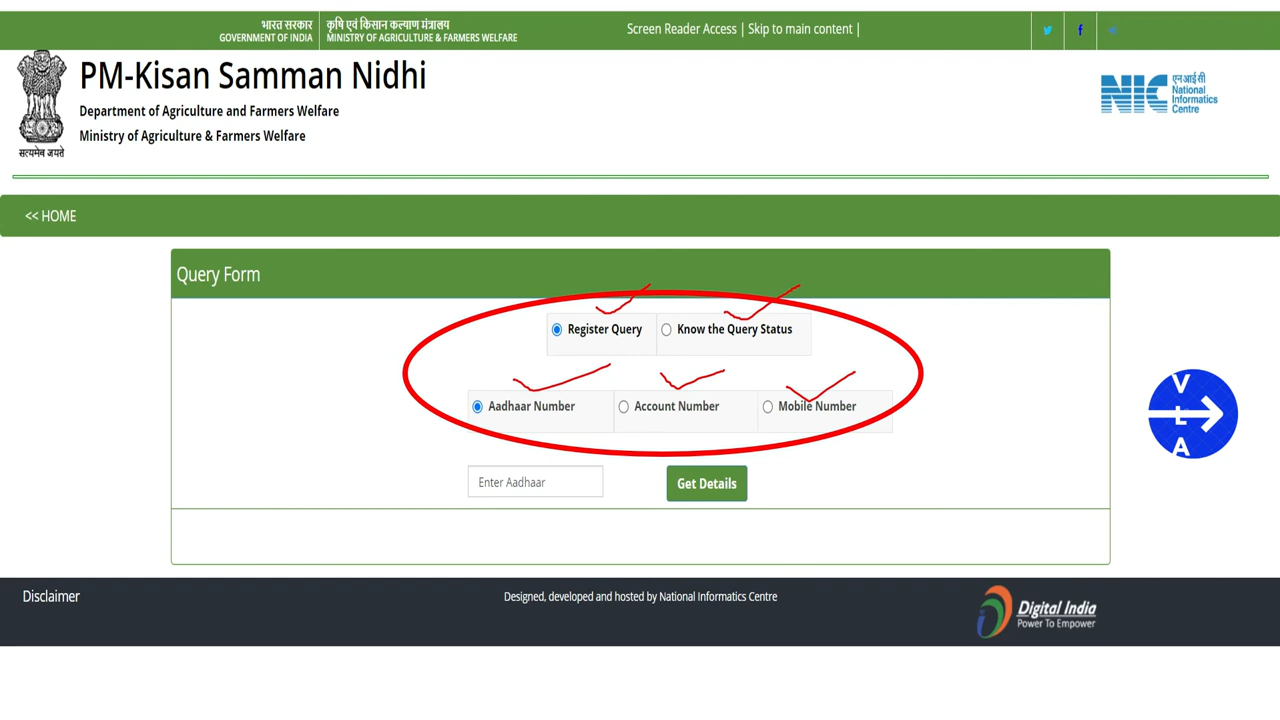 भारत सरकार
GOVERNMENT OF INDIA
कृषि एवं किसान कल्याण मंत्रालय
MINISTRY OF AGRICULTURE & FARMERS WELFARE
Screen Reader Access | Skip to main content |
PM-Kisan Samman Nidhi
Department of Agriculture and Farmers Welfare
Ministry of Agriculture & Farmers Welfare
सत्यमेव जयते
NIC
एन आई सी
National
Informatics
Centre
<< HOME
Query Form
Register Query Know the Query Status
Aadhaar Number Account Number Mobile Number
Enter Aadhaar Get Details
V
L
A
Disclaimer
Designed, developed and hosted by National Informatics Centre
Digital India
Power To Empower